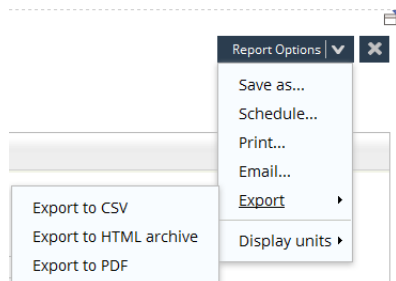 Report Options
Save as...
Schedule...
Print...
Email...
Export
Display units
Export to CSV
Export to HTML archive
Export to PDF